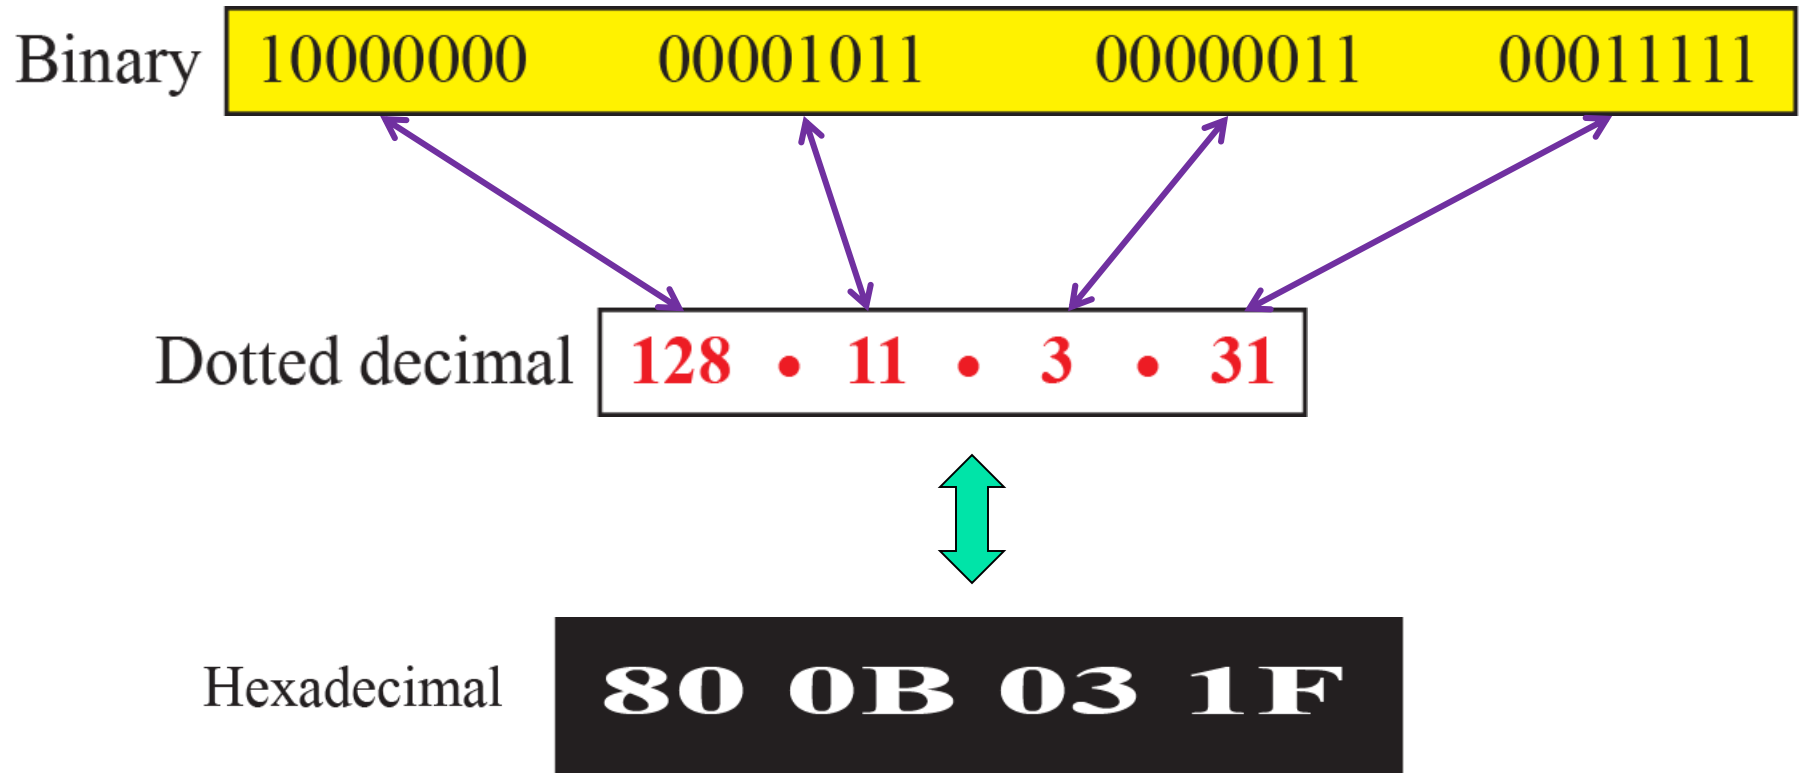 Binary 10000000 00001011 00000011 00011111
Dotted decimal 128 • 11 • 3 • 31
Hexadecimal 80 0B 03 1F